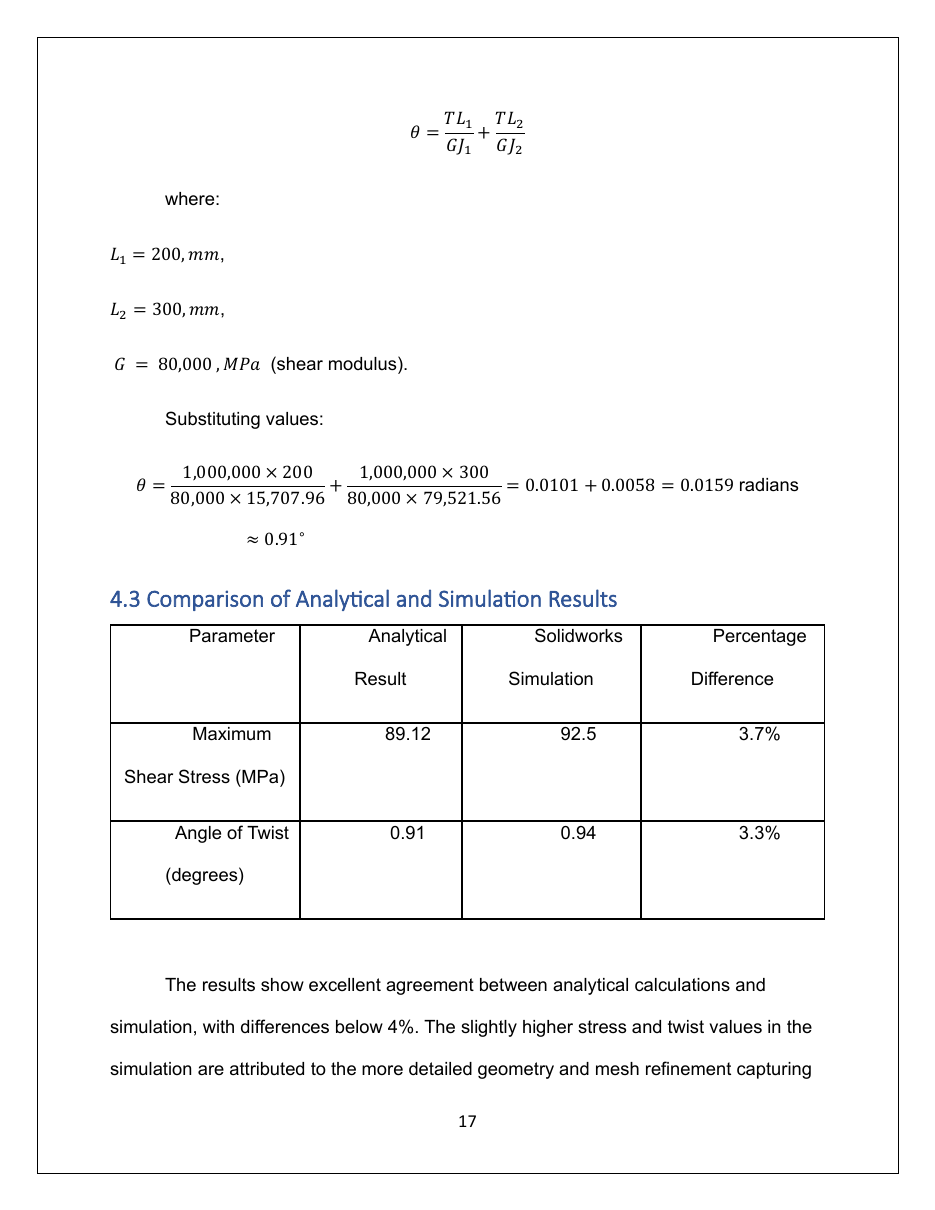 θ = TL₁/GJ₁ + TL₂/GJ₂
where:
L₁ = 200, mm,
L₂ = 300, mm,
G = 80,000 , MPa (shear modulus).
Substituting values:
θ = (1,000,000 × 200)/(80,000 × 15,707.96) + (1,000,000 × 300)/(80,000 × 79,521.56) = 0.0101 + 0.0058 = 0.0159 radians
≈ 0.91°
4.3 Comparison of Analytical and Simulation Results
Parameter Analytical Solidworks Percentage
Result Simulation Difference
Maximum 89.12 92.5 3.7%
Shear Stress (MPa)
Angle of Twist 0.91 0.94 3.3%
(degrees)
The results show excellent agreement between analytical calculations and
simulation, with differences below 4%. The slightly higher stress and twist values in the
simulation are attributed to the more detailed geometry and mesh refinement capturing
17